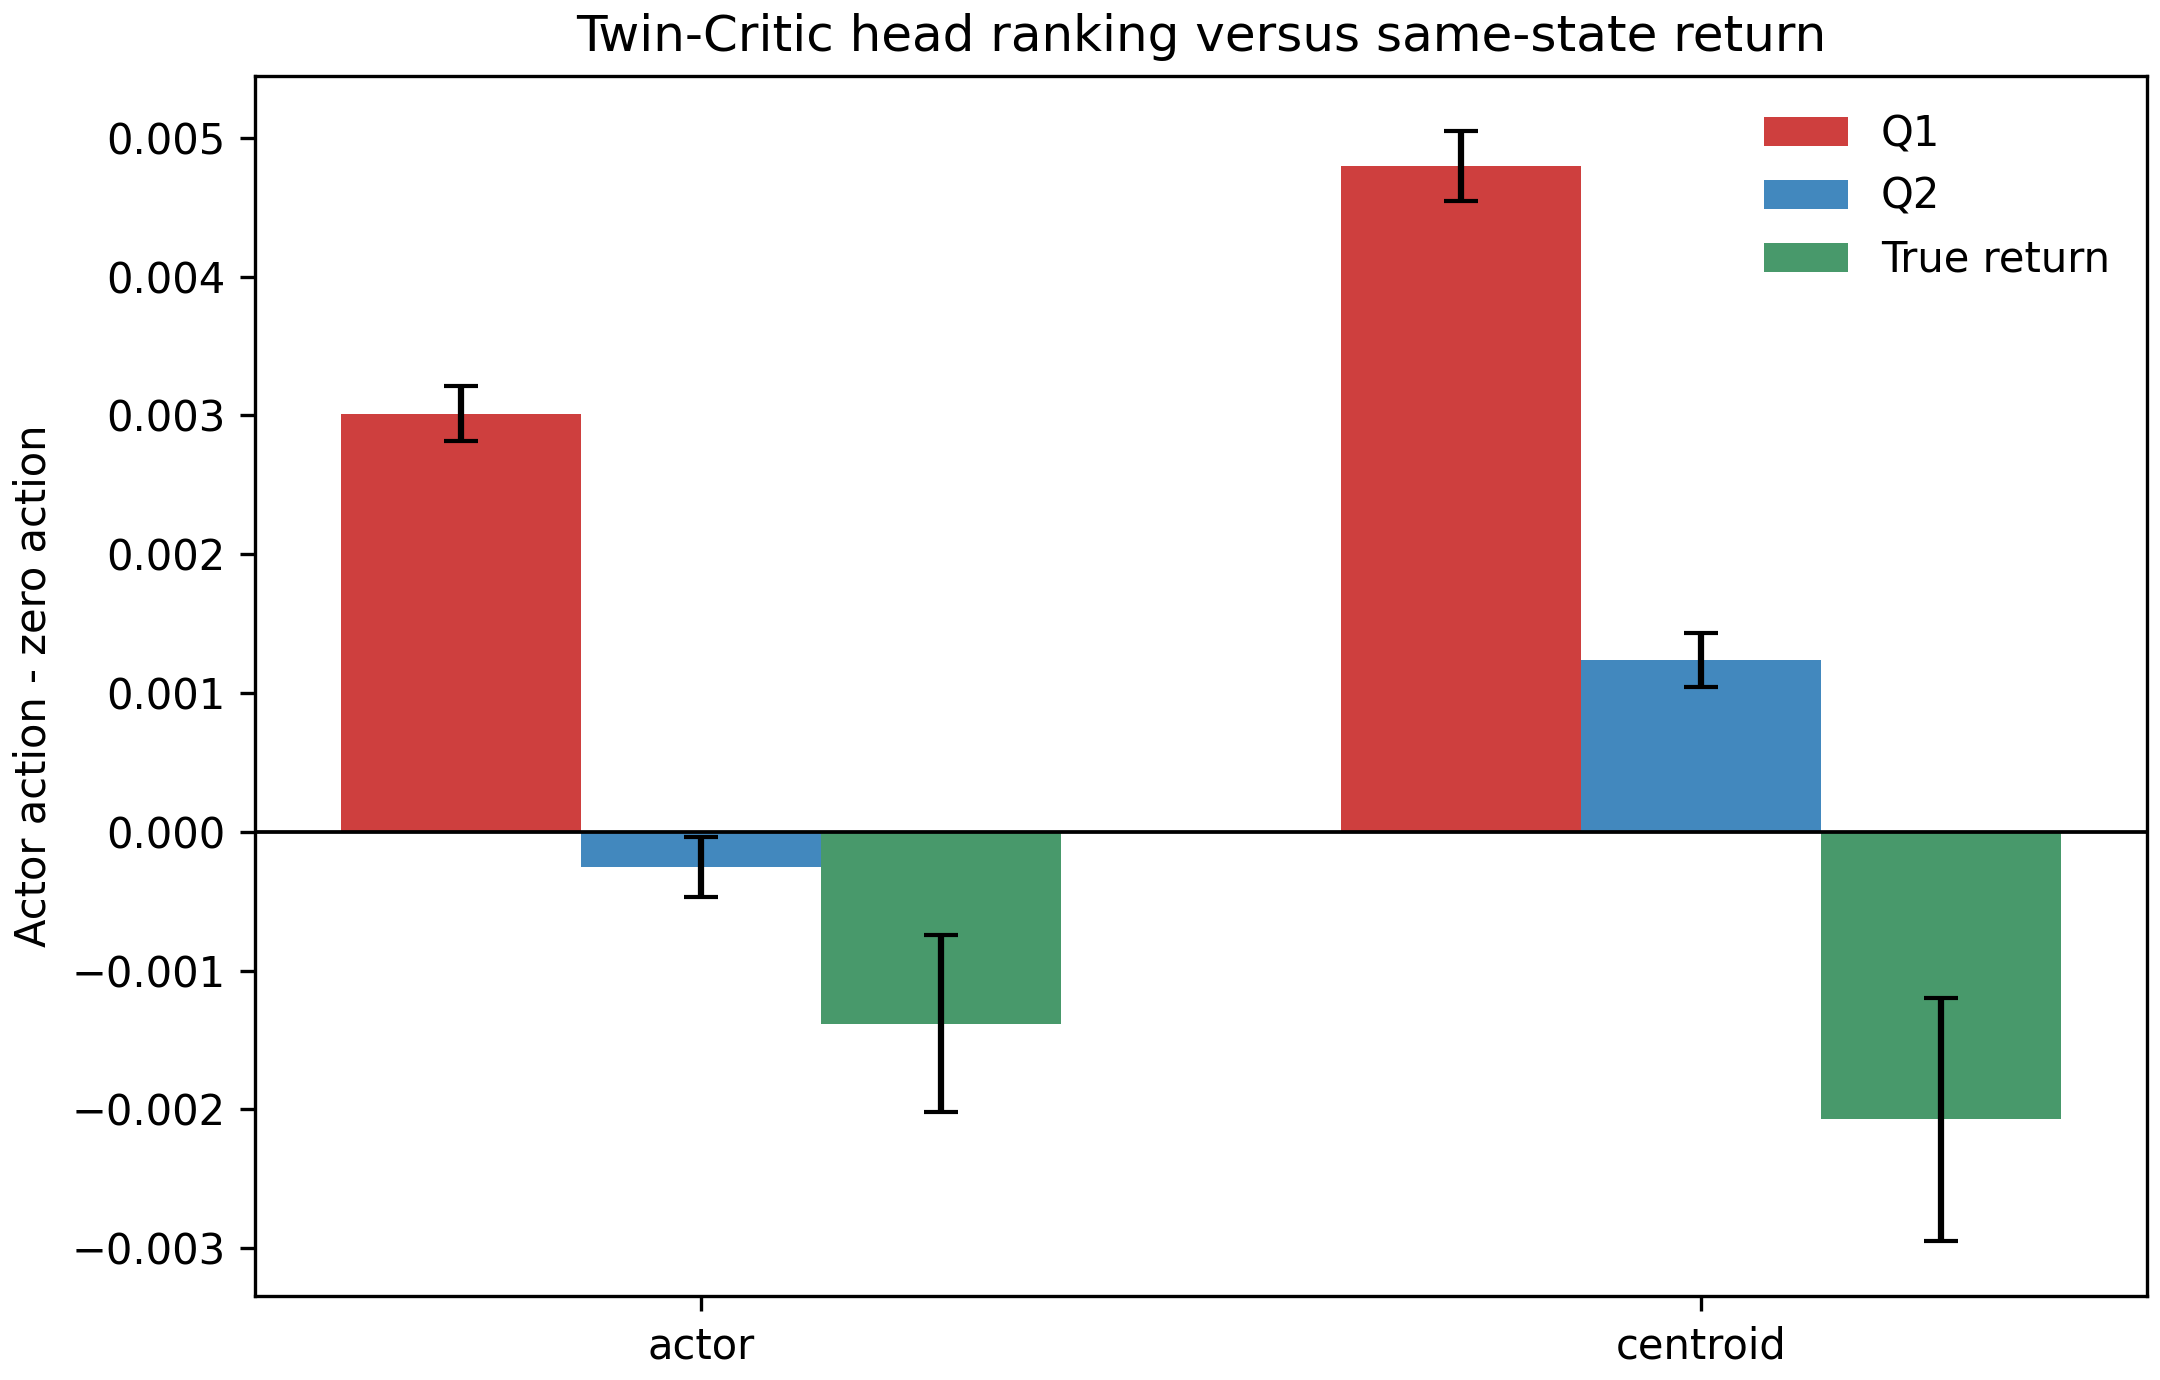 Twin-Critic head ranking versus same-state return
Actor action - zero action
0.005
0.004
0.003
0.002
0.001
0.000
−0.001
−0.002
−0.003
Q1
Q2
True return
actor
centroid